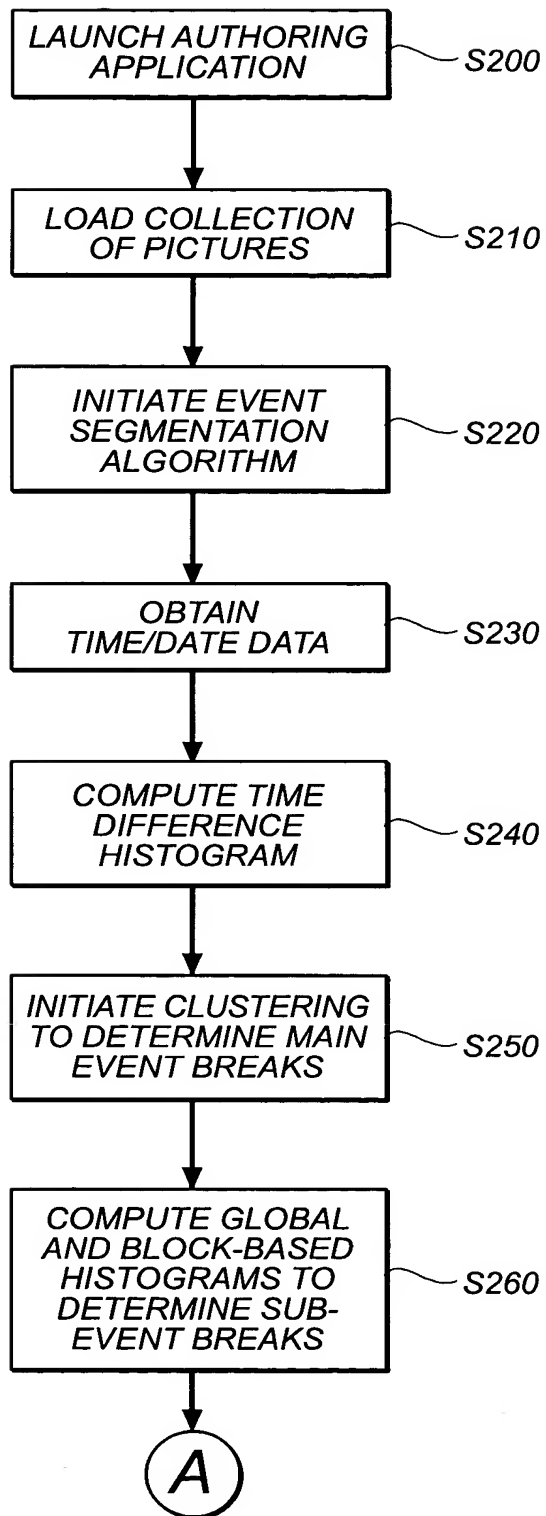 LAUNCH AUTHORING
APPLICATION
S200
LOAD COLLECTION
OF PICTURES
S210
INITIATE EVENT
SEGMENTATION
ALGORITHM
S220
OBTAIN
TIME/DATE DATA
S230
COMPUTE TIME
DIFFERENCE
HISTOGRAM
S240
INITIATE CLUSTERING
TO DETERMINE MAIN
EVENT BREAKS
S250
COMPUTE GLOBAL
AND BLOCK-BASED
HISTOGRAMS TO
DETERMINE SUB-
EVENT BREAKS
S260
A